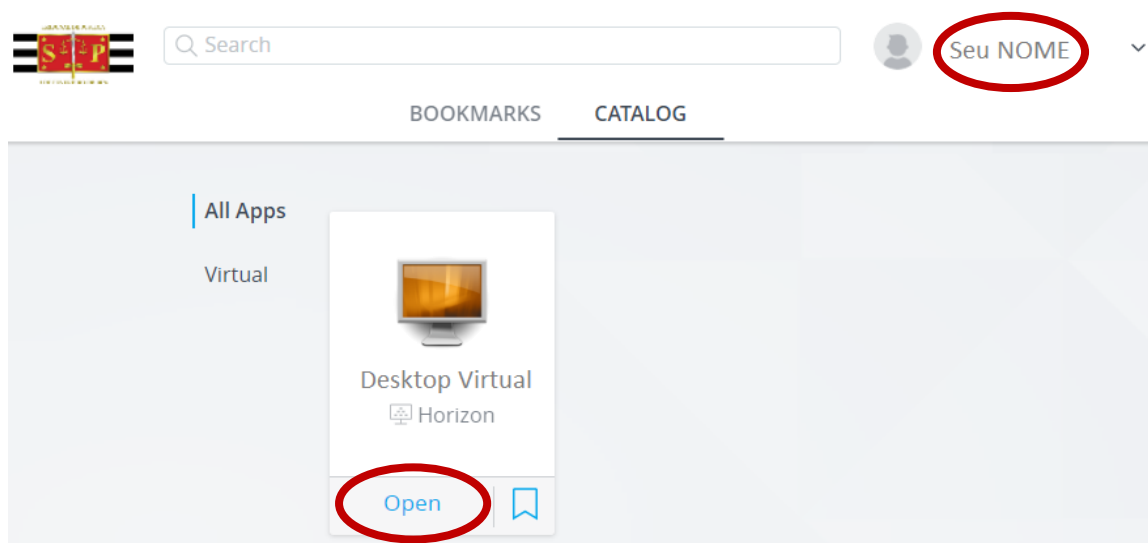 S P
Search
Seu NOME
BOOKMARKS CATALOG
All Apps
Virtual
Desktop Virtual
Horizon
Open